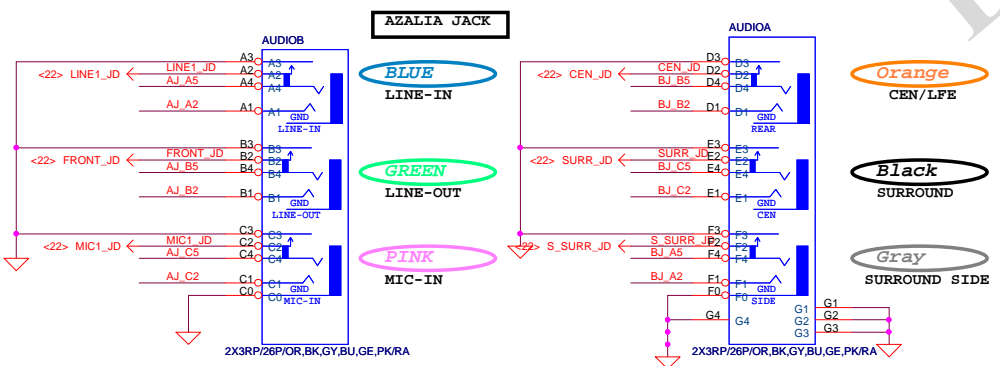 AZALIA JACK
AUDIOB
A3 A3
<22> LINE1_JD LINE1_JD A2 A2
AJ_A5 A4 A4
AJ_A2 A1 A1
GND
LINE-IN
B3 B3
<22> FRONT_JD FRONT_JD B2 B2
AJ_B5 B4 B4
AJ_B2 B1 B1
GND
LINE-OUT
C3 C3
<22> MIC1_JD MIC1_JD C2 C2
AJ_C5 C4 C4
AJ_C2 C1 C1
GND
C0 C0 MIC-IN
2X3RP/26P/OR,BK,GY,BU,GE,PK/RA
BLUE
LINE-IN
GREEN
LINE-OUT
PINK
MIC-IN
AUDIOA
D3 D3
<22> CEN_JD CEN_JD D2 D2
BJ_B5 D4 D4
BJ_B2 D1 D1
GND
REAR
E3 E3
<22> SURR_JD SURR_JD E2 E2
BJ_C5 E4 E4
BJ_C2 E1 E1
GND
CEN
F3 F3
<22> S_SURR_JD S_SURR_JD F2 F2
BJ_A5 F4 F4
BJ_A2 F1 F1
GND
F0 F0 SIDE
G1 G1
G4 G4 G2 G2
G3 G3
2X3RP/26P/OR,BK,GY,BU,GE,PK/RA
Orange
CEN/LFE
Black
SURROUND
Gray
SURROUND SIDE